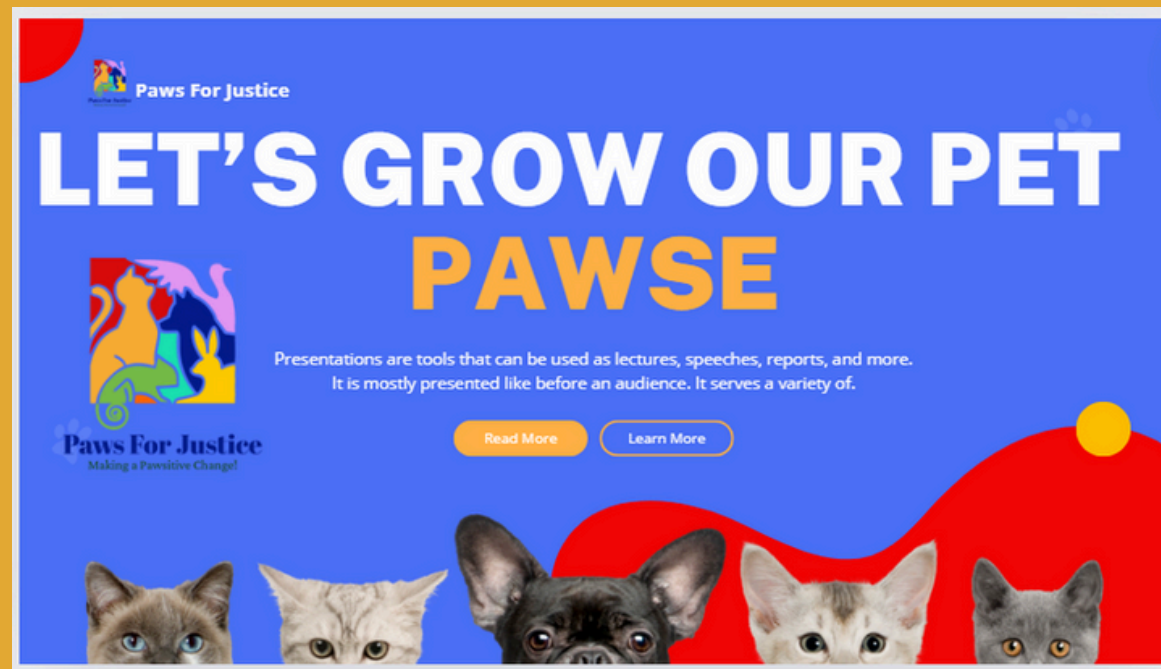 Paws For Justice
LET'S GROW OUR PET
PAWSE
Presentations are tools that can be used as lectures, speeches, reports, and more.
It is mostly presented like before an audience. It serves a variety of.
Read More
Learn More
Paws For Justice
Making a Pawsitive Change!